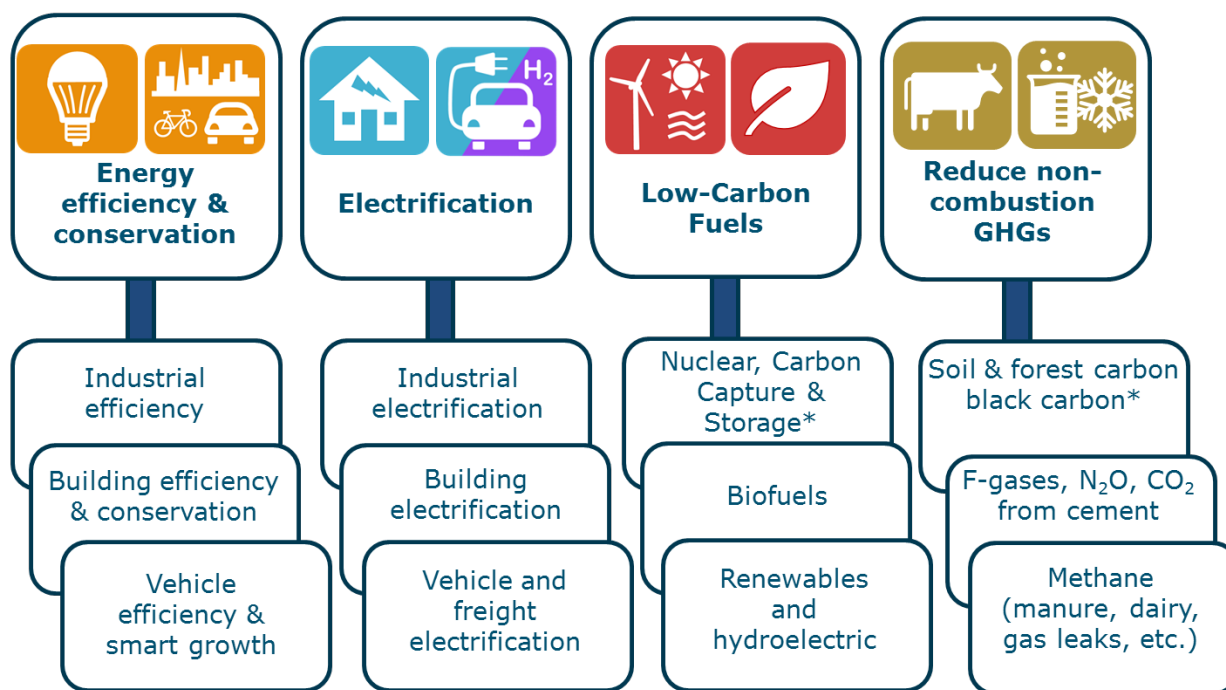 H₂
Energy
efficiency &
conservation
Electrification
Low-Carbon
Fuels
Reduce non-
combustion
GHGs
Industrial
efficiency
Building efficiency
& conservation
Vehicle
efficiency &
smart growth
Industrial
electrification
Building
electrification
Vehicle and
freight
electrification
Nuclear, Carbon
Capture &
Storage*
Biofuels
Renewables
and
hydroelectric
Soil & forest carbon
black carbon*
F-gases, N₂O, CO₂
from cement
Methane
(manure, dairy,
gas leaks, etc.)